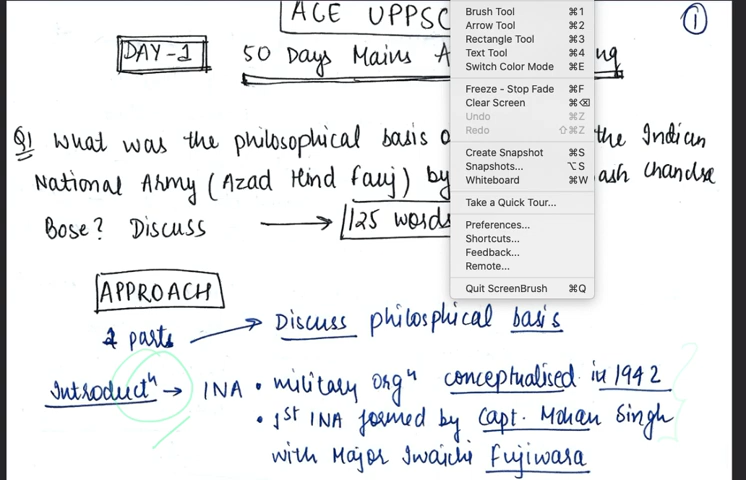 ACE UPPSC
1
DAY-1 50 Days Mains A ng
Q1 What was the philosophical basis o the Indian
National Army (Azad Hind fauj) by ash Chandra
Bose? Discuss → 125 words
APPROACH
2 parts → Discuss philosphical basis
Introductn → INA • military Orgn conceptualised in 1942
• 1st INA formed by Capt. Mohan Singh
with Major Iwaichi Fujiwara
Brush Tool ⌘1
Arrow Tool ⌘2
Rectangle Tool ⌘3
Text Tool ⌘4
Switch Color Mode ⌘E
Freeze - Stop Fade ⌘F
Clear Screen ⌘⌫
Undo ⌘Z
Redo ⇧⌘Z
Create Snapshot ⌘S
Snapshots... ⌥S
Whiteboard ⌘W
Take a Quick Tour...
Preferences...
Shortcuts...
Feedback...
Remote...
Quit ScreenBrush ⌘Q